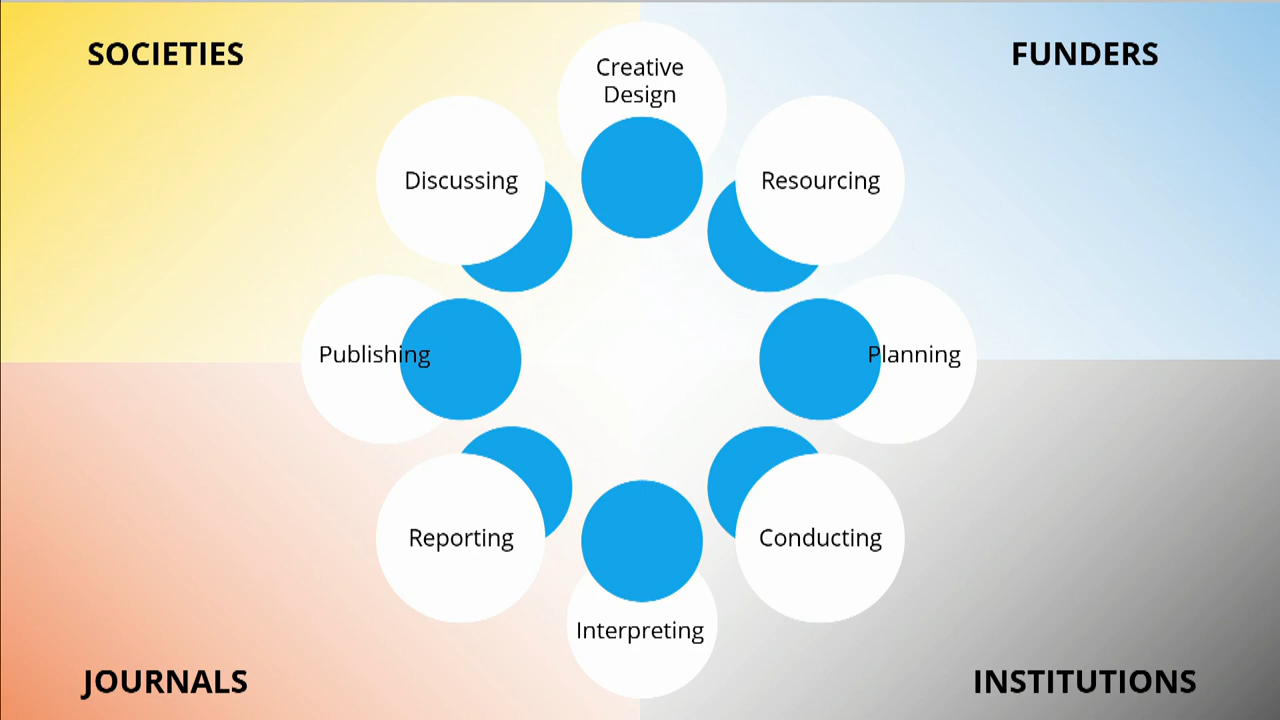 SOCIETIES
FUNDERS
Creative
Design
Discussing
Resourcing
Publishing
Planning
Reporting
Conducting
Interpreting
JOURNALS
INSTITUTIONS